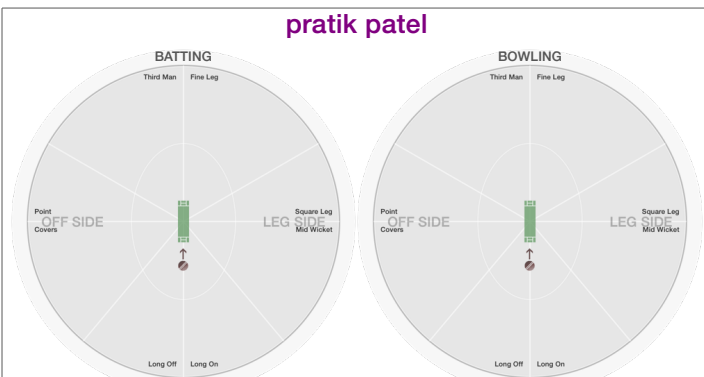 pratik patel
BATTING
Third Man Fine Leg
Point
OFF SIDE
Covers
Square Leg
LEG SIDE
Mid Wicket
Long Off Long On
BOWLING
Third Man Fine Leg
Point
OFF SIDE
Covers
Square Leg
LEG SIDE
Mid Wicket
Long Off Long On